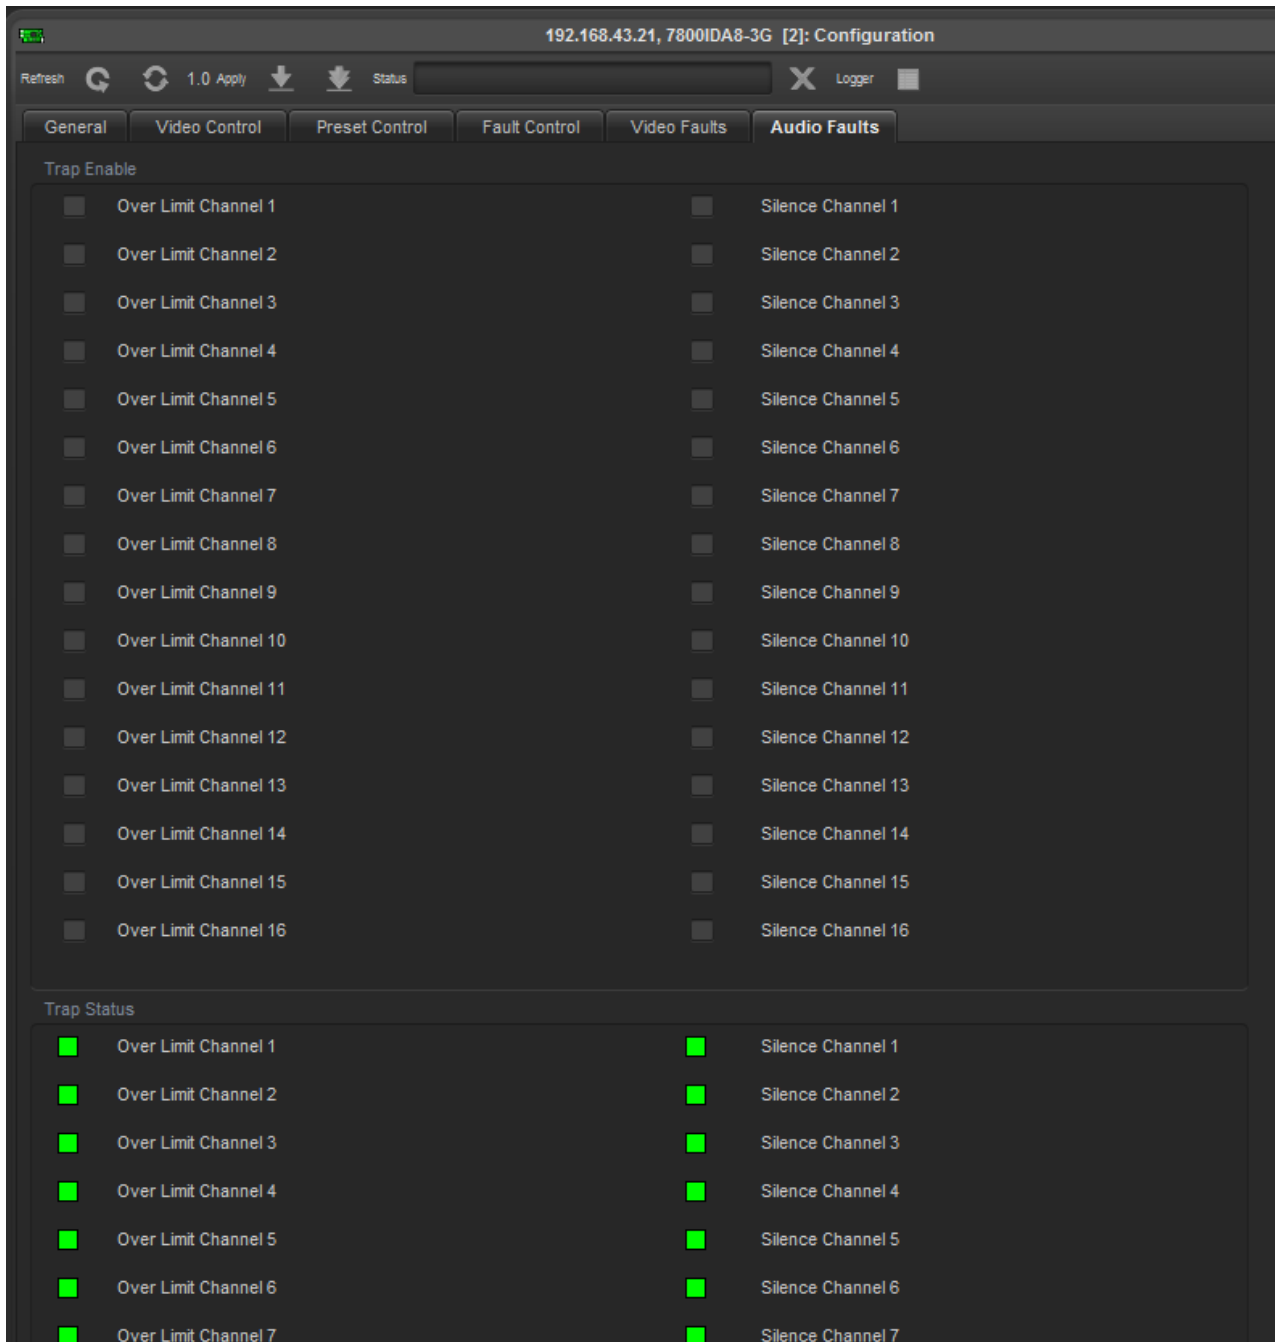 192.168.43.21, 7800IDA8-3G [2]: Configuration
Refresh 1.0 Apply Status Logger
General Video Control Preset Control Fault Control Video Faults Audio Faults
Trap Enable
Over Limit Channel 1 Silence Channel 1
Over Limit Channel 2 Silence Channel 2
Over Limit Channel 3 Silence Channel 3
Over Limit Channel 4 Silence Channel 4
Over Limit Channel 5 Silence Channel 5
Over Limit Channel 6 Silence Channel 6
Over Limit Channel 7 Silence Channel 7
Over Limit Channel 8 Silence Channel 8
Over Limit Channel 9 Silence Channel 9
Over Limit Channel 10 Silence Channel 10
Over Limit Channel 11 Silence Channel 11
Over Limit Channel 12 Silence Channel 12
Over Limit Channel 13 Silence Channel 13
Over Limit Channel 14 Silence Channel 14
Over Limit Channel 15 Silence Channel 15
Over Limit Channel 16 Silence Channel 16
Trap Status
Over Limit Channel 1 Silence Channel 1
Over Limit Channel 2 Silence Channel 2
Over Limit Channel 3 Silence Channel 3
Over Limit Channel 4 Silence Channel 4
Over Limit Channel 5 Silence Channel 5
Over Limit Channel 6 Silence Channel 6
Over Limit Channel 7 Silence Channel 7